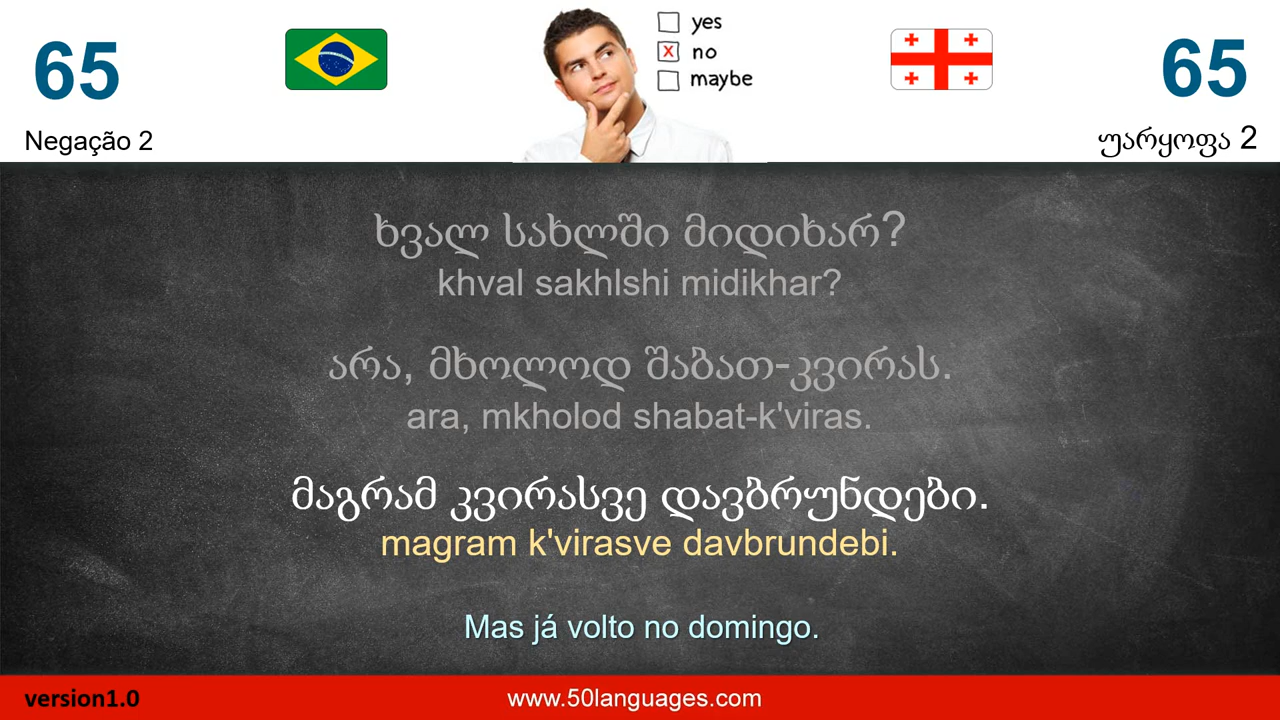 65
65
yes
no
maybe
Negação 2
უარყოფა 2
ხვალ სახლში მიდიხარ?
khval sakhlshi midikhar?
არა, მხოლოდ შაბათ-კვირას.
ara, mkholod shabat-k'viras.
მაგრამ კვირასვე დავბრუნდები.
magram k'virasve davbrundebi.
Mas já volto no domingo.
version1.0
www.50languages.com